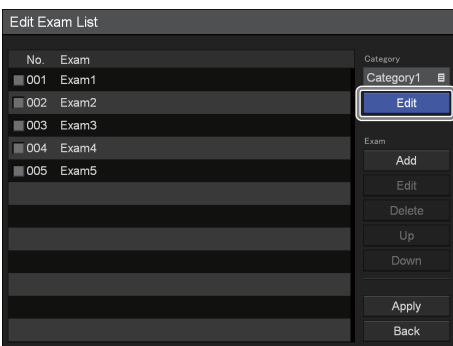 Edit Exam List
No. Exam
001 Exam1
002 Exam2
003 Exam3
004 Exam4
005 Exam5
Category
Category1
Edit
Exam
Add
Edit
Delete
Up
Down
Apply
Back